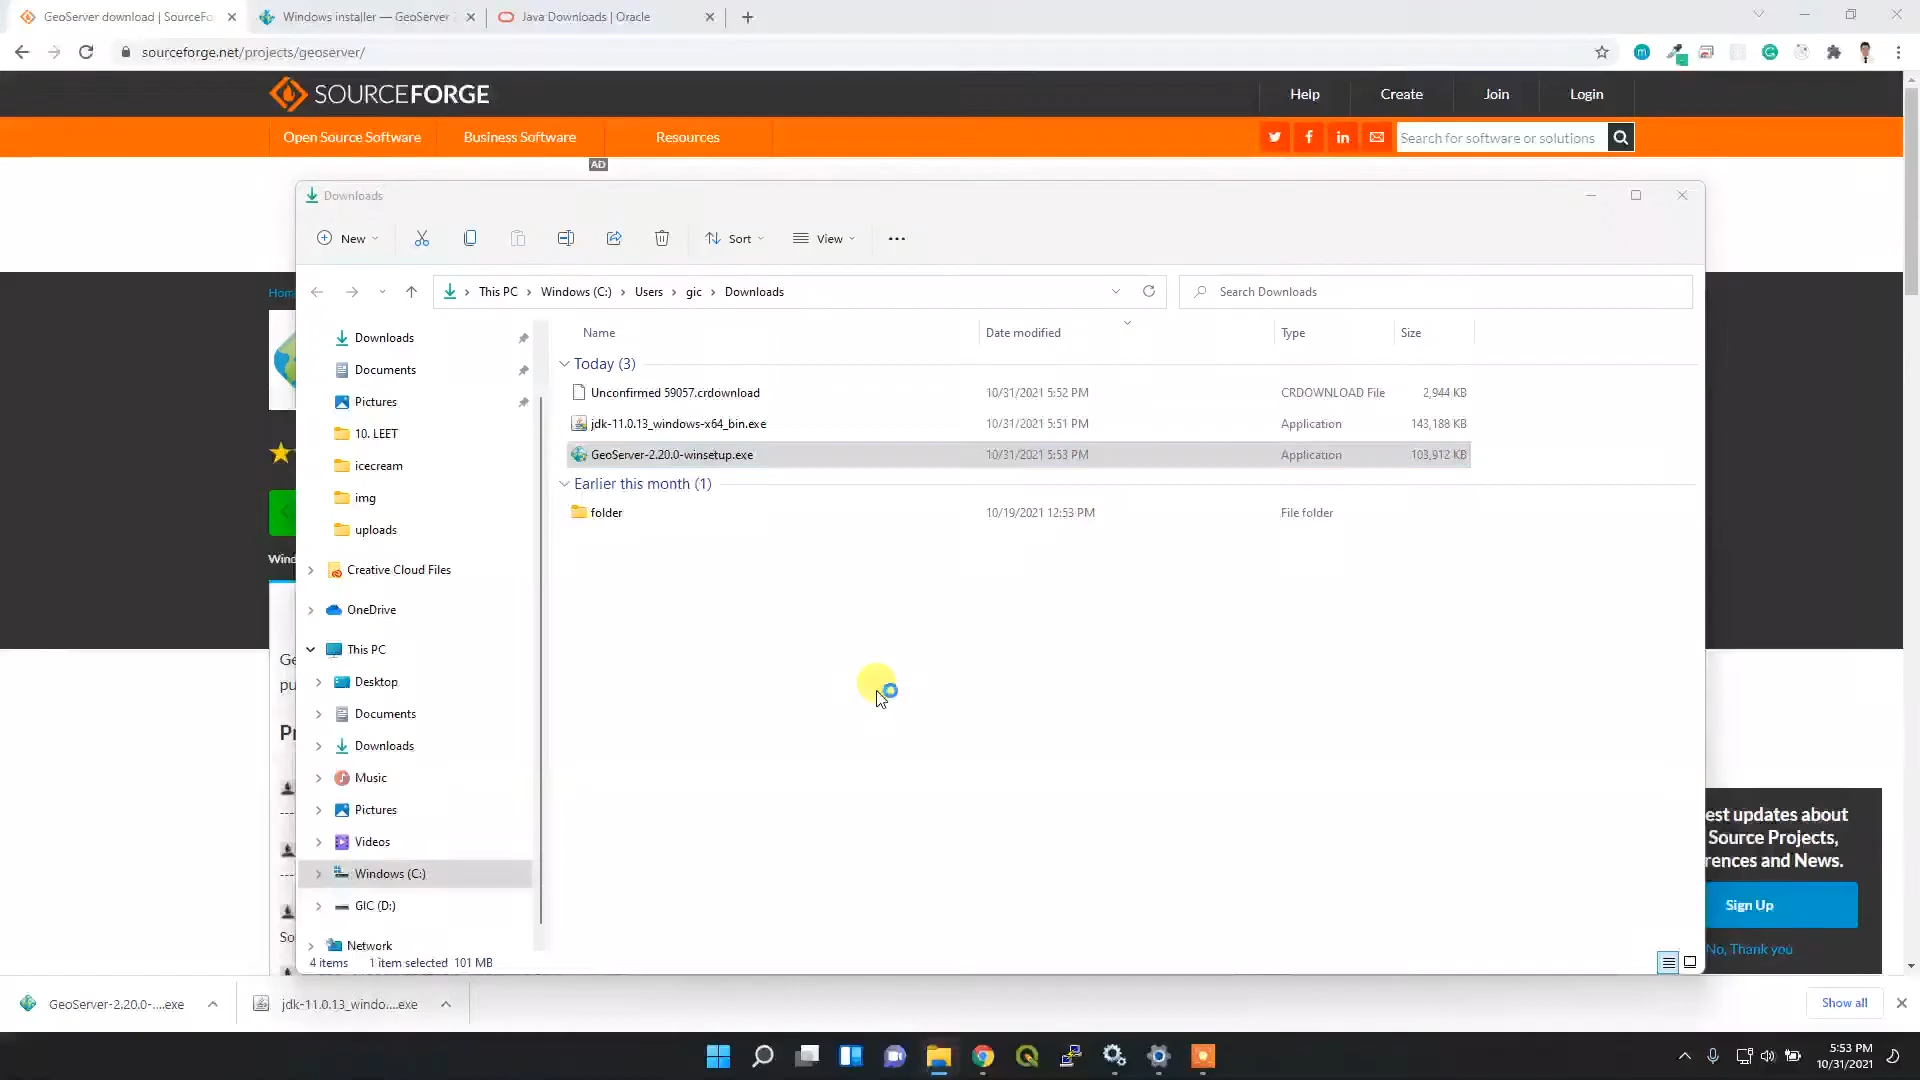 GeoServer download | SourceFo
Windows installer — GeoServer 2
Java Downloads | Oracle
sourceforge.net/projects/geoserver/
m
SOURCEFORGE
Help
Create
Join
Login
Open Source Software
Business Software
Resources
Search for software or solutions
AD
Downloads
New
Sort
View
This PC
Windows (C:)
Users
gic
Downloads
Search Downloads
Hom
Wind
Ge
pu
Pr
So
Downloads
Documents
Pictures
10. LEET
icecream
img
uploads
Creative Cloud Files
OneDrive
This PC
Desktop
Documents
Downloads
Music
Pictures
Videos
Windows (C:)
GIC (D:)
Network
Name
Date modified
Type
Size
Today (3)
Unconfirmed 59057.crdownload 10/31/2021 5:52 PM CRDOWNLOAD File 2,944 KB
jdk-11.0.13_windows-x64_bin.exe 10/31/2021 5:51 PM Application 143,188 KB
GeoServer-2.20.0-winsetup.exe 10/31/2021 5:53 PM Application 103,912 KB
Earlier this month (1)
folder 10/19/2021 12:53 PM File folder
4 items 1 item selected 101 MB
est updates about
Source Projects,
rences and News.
Sign Up
No, Thank you
GeoServer-2.20.0-....exe
jdk-11.0.13_windo....exe
Show all
5:53 PM
10/31/2021